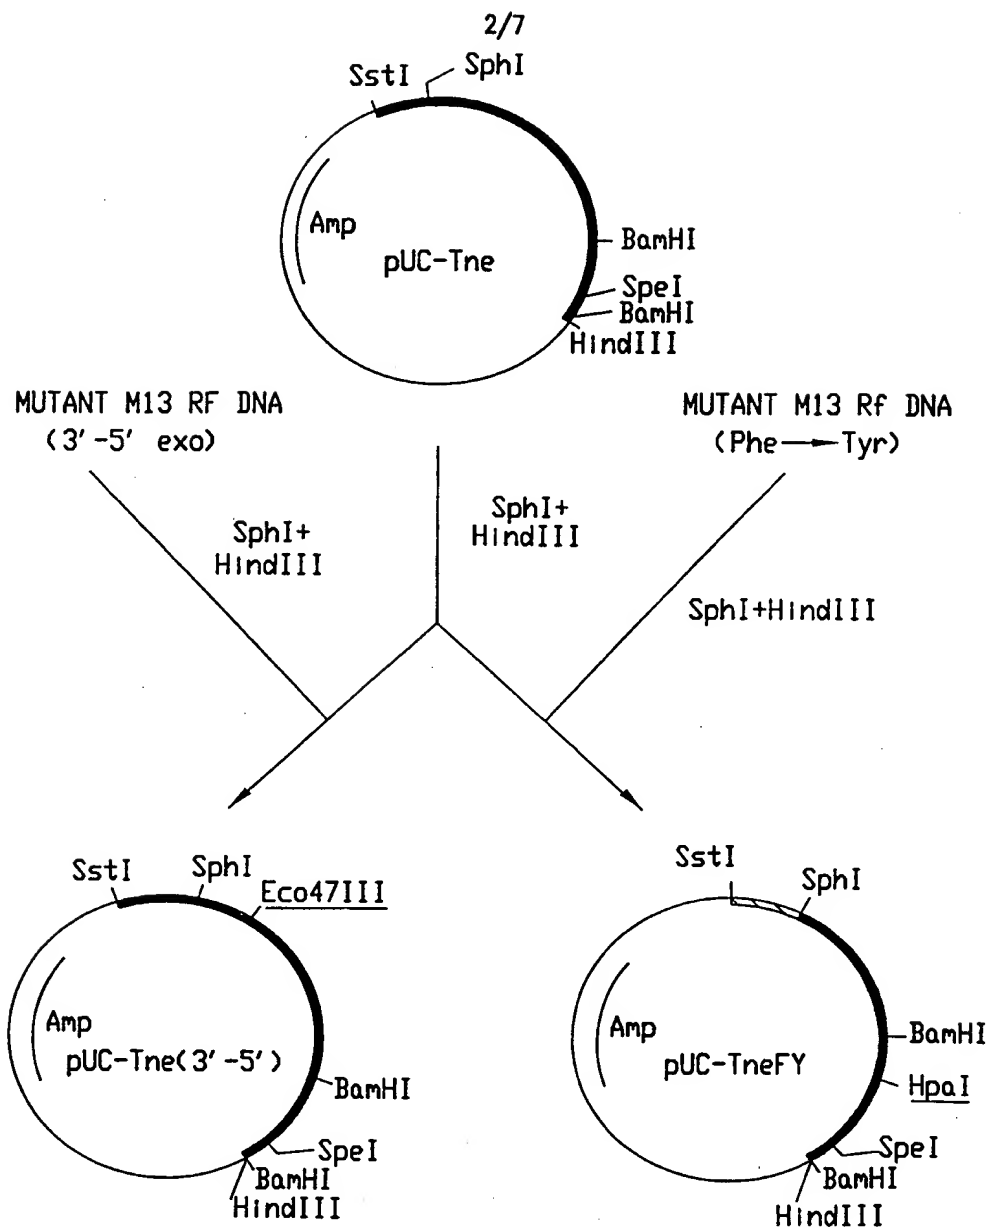 2/7
SstI
SphI
Amp
pUC-Tne
BamHI
SpeI
BamHI
HindIII
MUTANT M13 RF DNA
(3'-5' exo)
MUTANT M13 Rf DNA
(Phe→Tyr)
SphI+
HindIII
SphI+
HindIII
SphI+HindIII
SstI
SphI
Eco47III
Amp
pUC-Tne(3'-5')
BamHI
SpeI
BamHI
HindIII
SstI
SphI
Amp
pUC-TneFY
BamHI
HpaI
SpeI
BamHI
HindIII